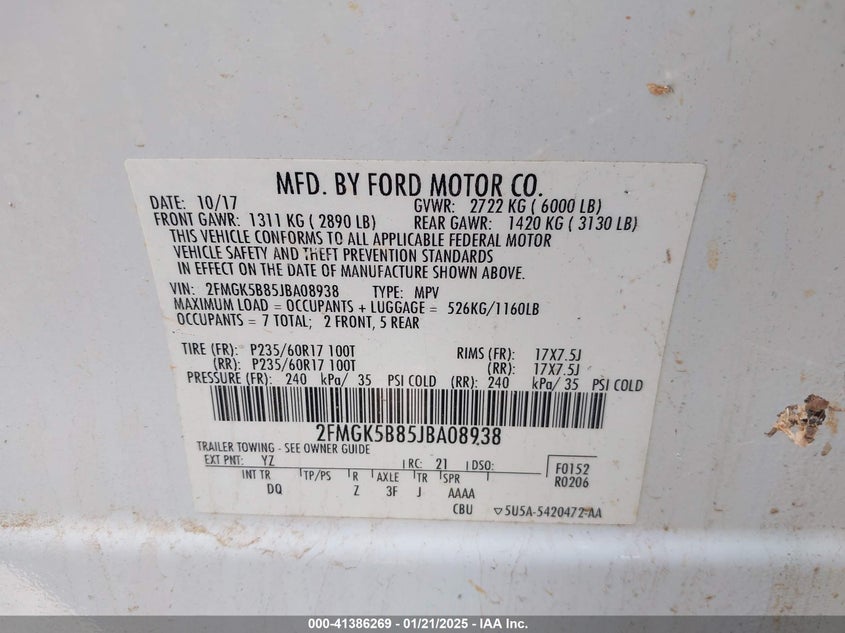 MFD. BY FORD MOTOR CO.
DATE: 10/17 GVWR: 2722 KG ( 6000 LB)
FRONT GAWR: 1311 KG ( 2890 LB) REAR GAWR: 1420 KG ( 3130 LB)
THIS VEHICLE CONFORMS TO ALL APPLICABLE FEDERAL MOTOR
VEHICLE SAFETY AND THEFT PREVENTION STANDARDS
IN EFFECT ON THE DATE OF MANUFACTURE SHOWN ABOVE.
VIN: 2FMGK5B85JBA08938 TYPE: MPV
MAXIMUM LOAD = OCCUPANTS + LUGGAGE = 526KG/1160LB
OCCUPANTS = 7 TOTAL; 2 FRONT, 5 REAR
TIRE (FR): P235/60R17 100T RIMS (FR): 17X7.5J
(RR): P235/60R17 100T (RR): 17X7.5J
PRESSURE (FR): 240 kPa/ 35 PSI COLD (RR): 240 kPa/ 35 PSI COLD
2FMGK5B85JBA08938
TRAILER TOWING - SEE OWNER GUIDE
EXT PNT: YZ RC: 21 DSO: F0152
R0206
INT TR TP/PS R AXLE TR SPR
DQ Z 3F J AAAA
CBU ▽5U5A-5420472-AA
000-41386269 - 01/21/2025 - IAA Inc.